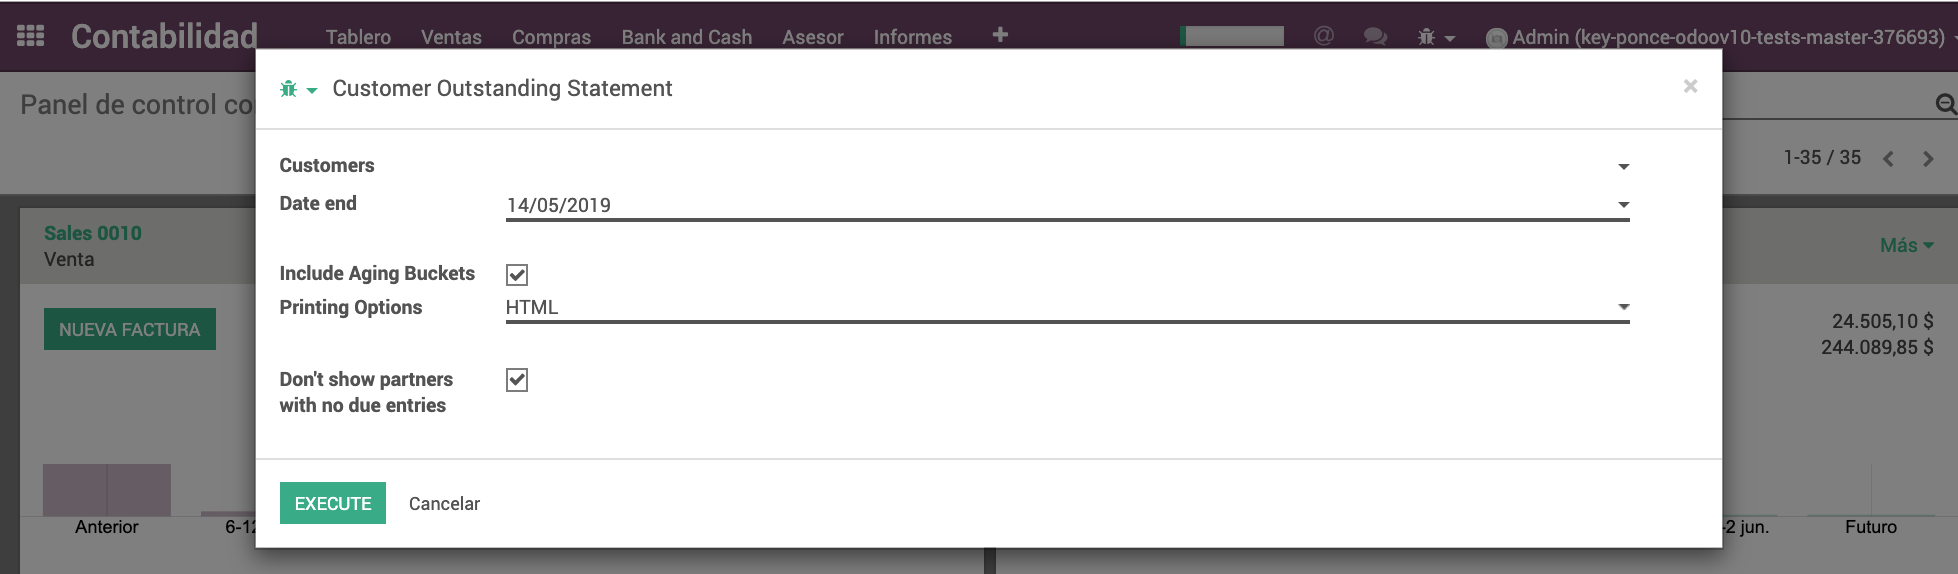 Contabilidad
Tablero Ventas Compras Bank and Cash Asesor Informes + @ Admin (key-ponce-odoov10-tests-master-376693)
Customer Outstanding Statement ×
Panel de control co
Customers
1-35 / 35
Date end 14/05/2019
Sales 0010
Venta
Más
Include Aging Buckets
Printing Options HTML
NUEVA FACTURA
24.505,10 $
244.089,85 $
Don't show partners
with no due entries
EXECUTE Cancelar
Anterior 6-12 -2 jun. Futuro